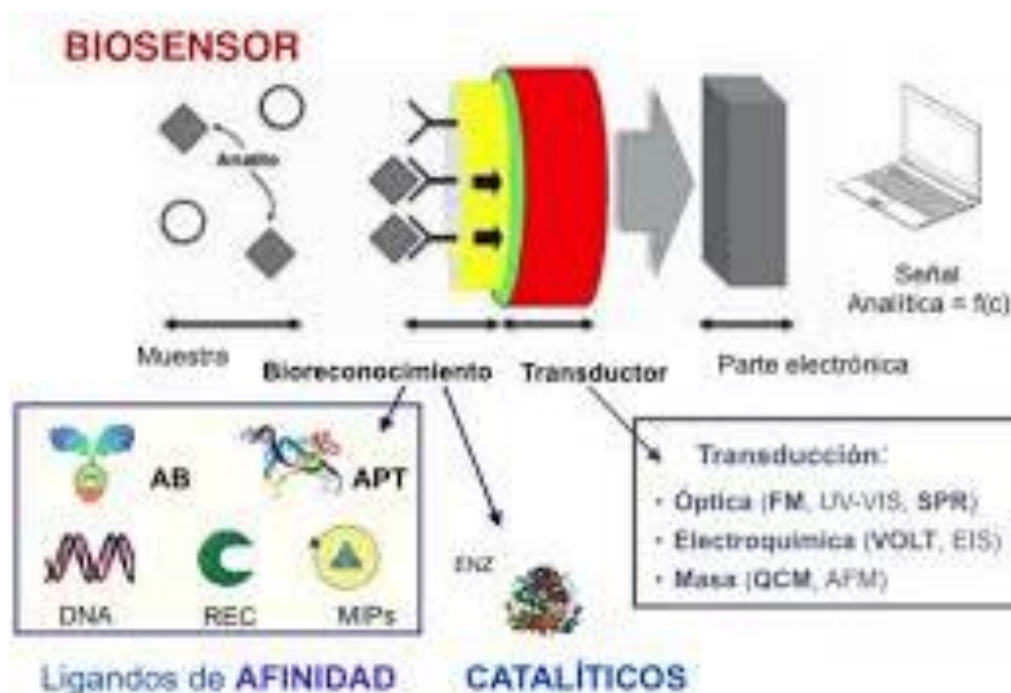 BIOSENSOR
Analito
Señal
Analítica = f(c)
Muestra
Bioreconocimiento
Transductor
Parte electrónica
AB
APT
DNA
REC
MIPs
ENZ
Transducción:
• Óptica (FM, UV-VIS, SPR)
• Electroquímica (VOLT, EIS)
• Masa (QCM, AFM)
Ligandos de AFINIDAD
CATALÍTICOS